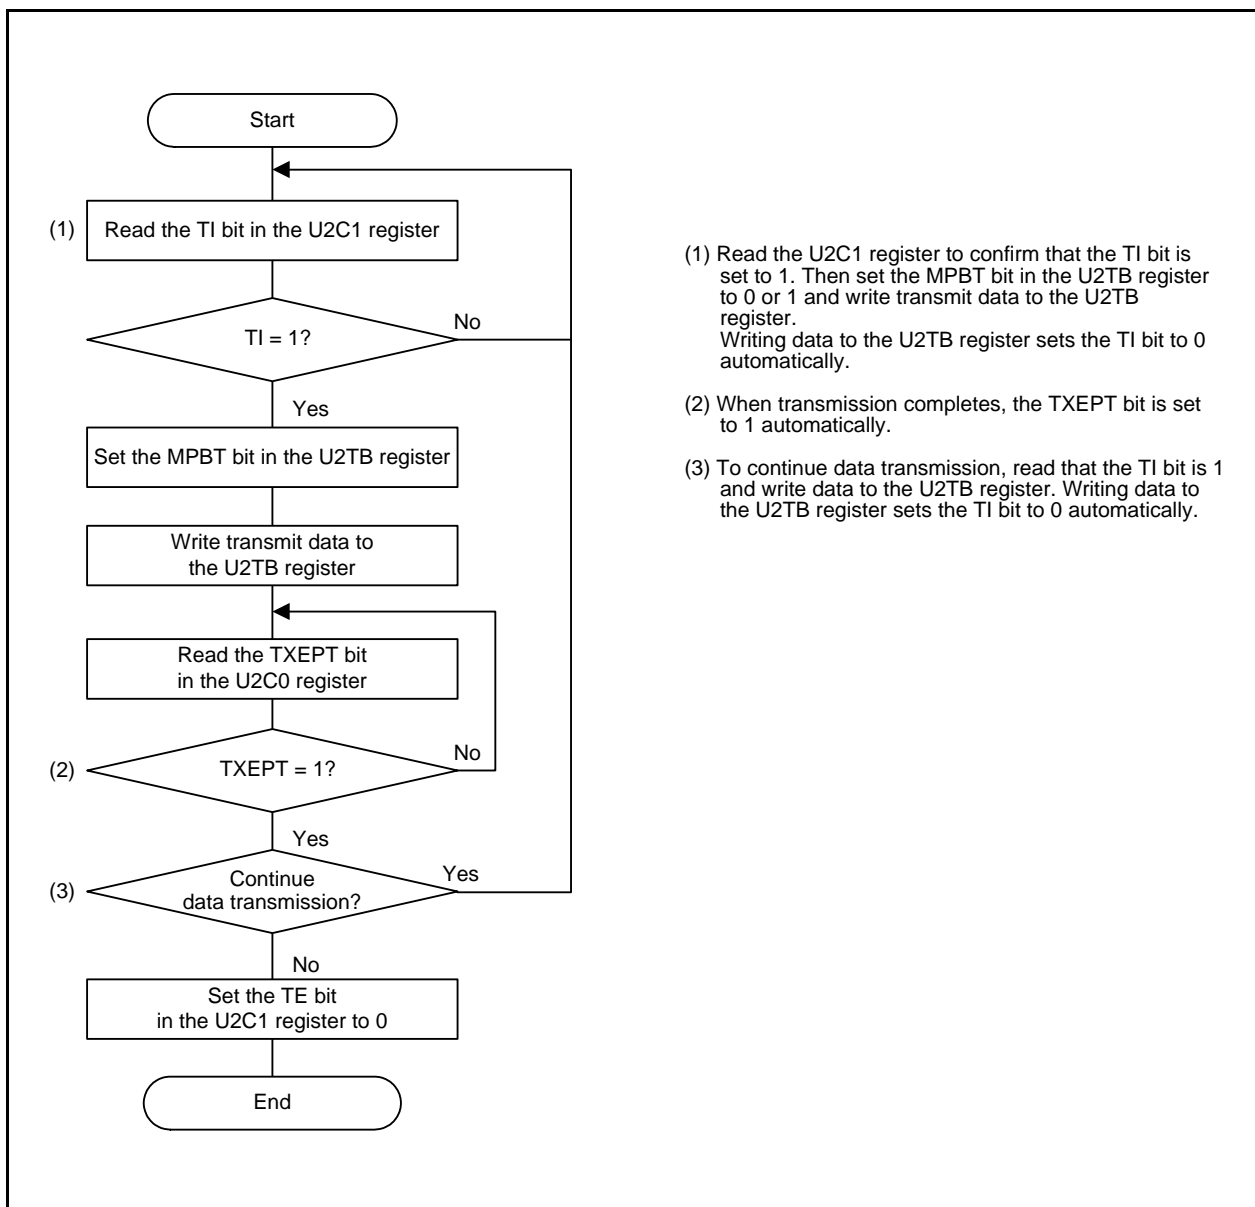 Start
(1)
Read the TI bit in the U2C1 register
TI = 1?
No
Yes
Set the MPBT bit in the U2TB register
Write transmit data to
the U2TB register
Read the TXEPT bit
in the U2C0 register
(2)
TXEPT = 1?
No
Yes
(3)
Continue
data transmission?
Yes
No
Set the TE bit
in the U2C1 register to 0
End
(1) Read the U2C1 register to confirm that the TI bit is
set to 1. Then set the MPBT bit in the U2TB register
to 0 or 1 and write transmit data to the U2TB
register.
Writing data to the U2TB register sets the TI bit to 0
automatically.
(2) When transmission completes, the TXEPT bit is set
to 1 automatically.
(3) To continue data transmission, read that the TI bit is 1
and write data to the U2TB register. Writing data to
the U2TB register sets the TI bit to 0 automatically.